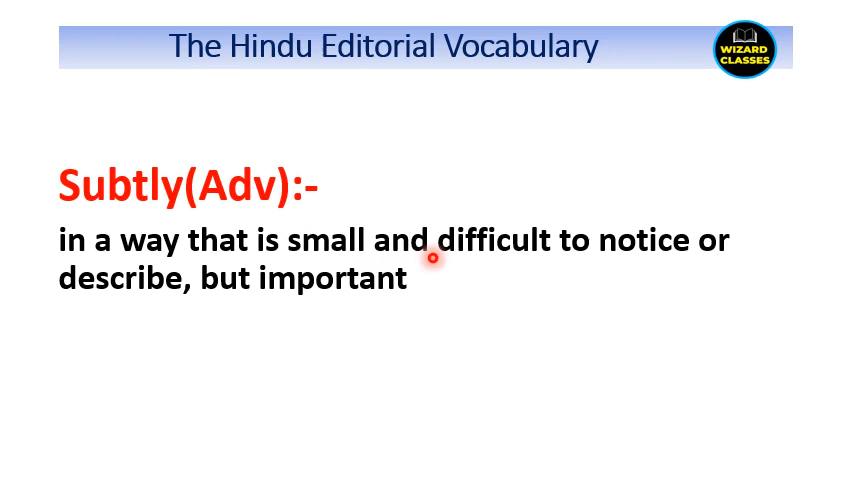 The Hindu Editorial Vocabulary
WIZARD
CLASSES
Subtly(Adv):-
in a way that is small and difficult to notice or
describe, but important